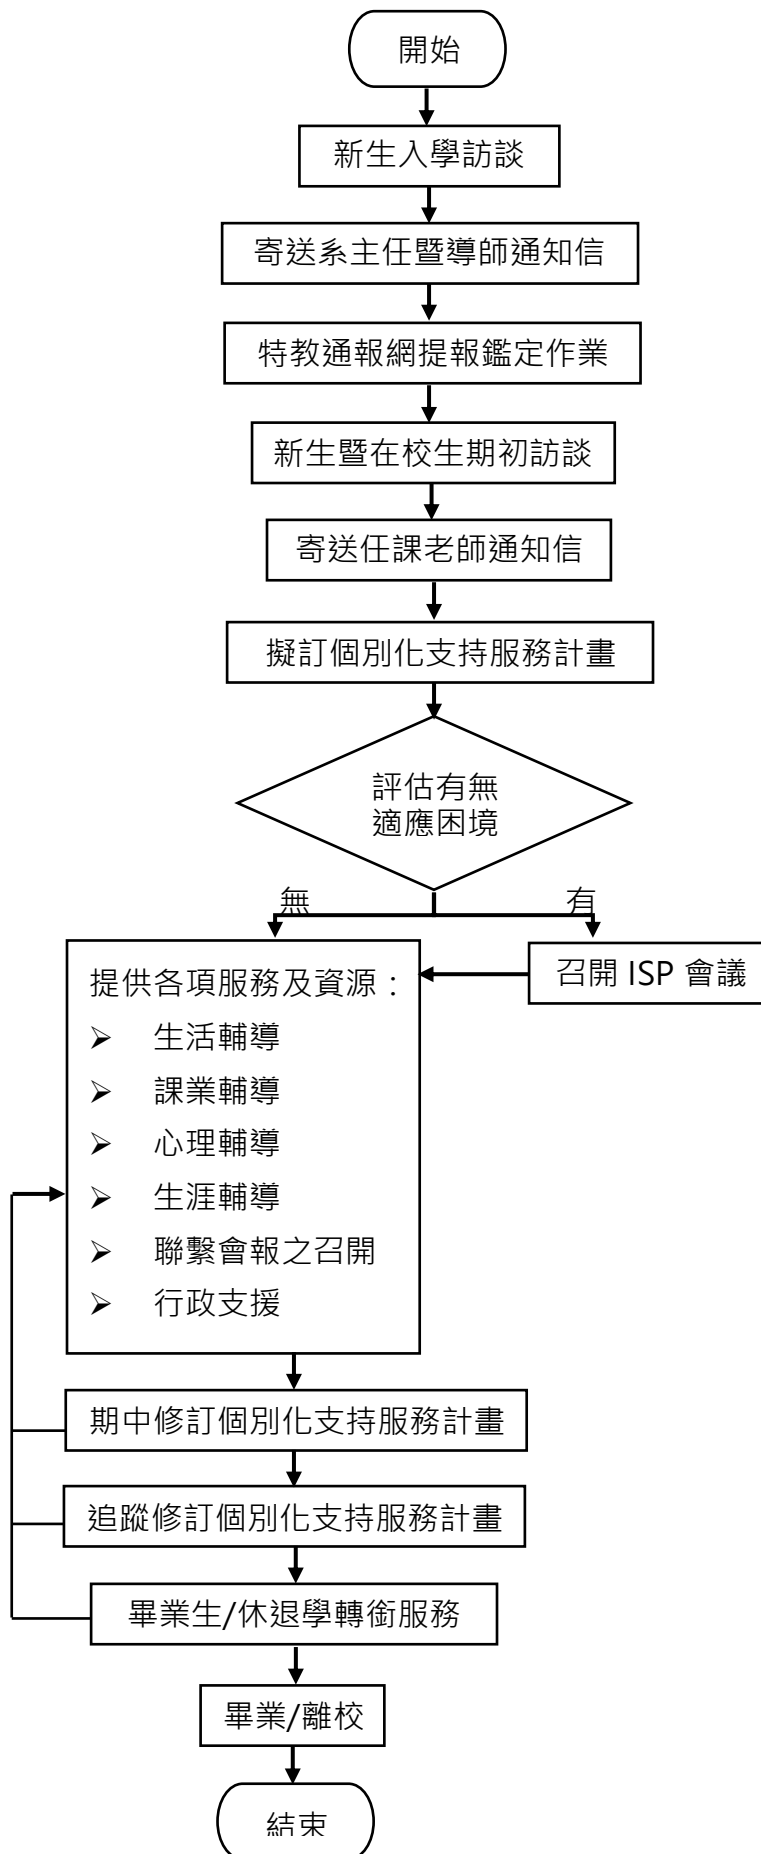 開始
新生入學訪談
寄送系主任暨導師通知信
特教通報網提報鑑定作業
新生暨在校生期初訪談
寄送任課老師通知信
擬訂個別化支持服務計畫
評估有無
適應困境
無
有
召開 ISP 會議
提供各項服務及資源：
➢ 生活輔導
➢ 課業輔導
➢ 心理輔導
➢ 生涯輔導
➢ 聯繫會報之召開
➢ 行政支援
期中修訂個別化支持服務計畫
追蹤修訂個別化支持服務計畫
畢業生/休退學轉銜服務
畢業/離校
結束